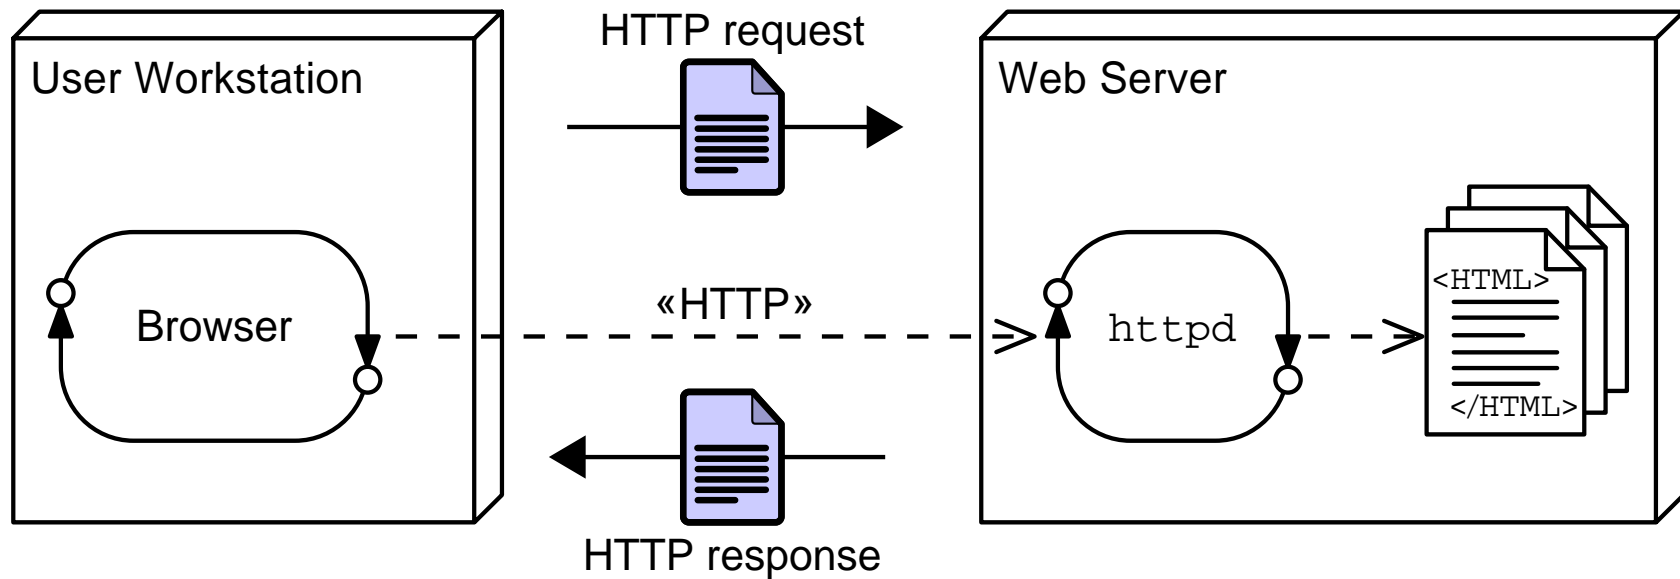 HTTP request
User Workstation
Web Server
Browser
«HTTP»
httpd
<HTML>
</HTML>
HTTP response